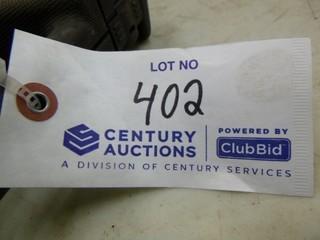 LOT NO
402
CENTURY AUCTIONS
POWERED BY
ClubBid
A DIVISION OF CENTURY SERVICES